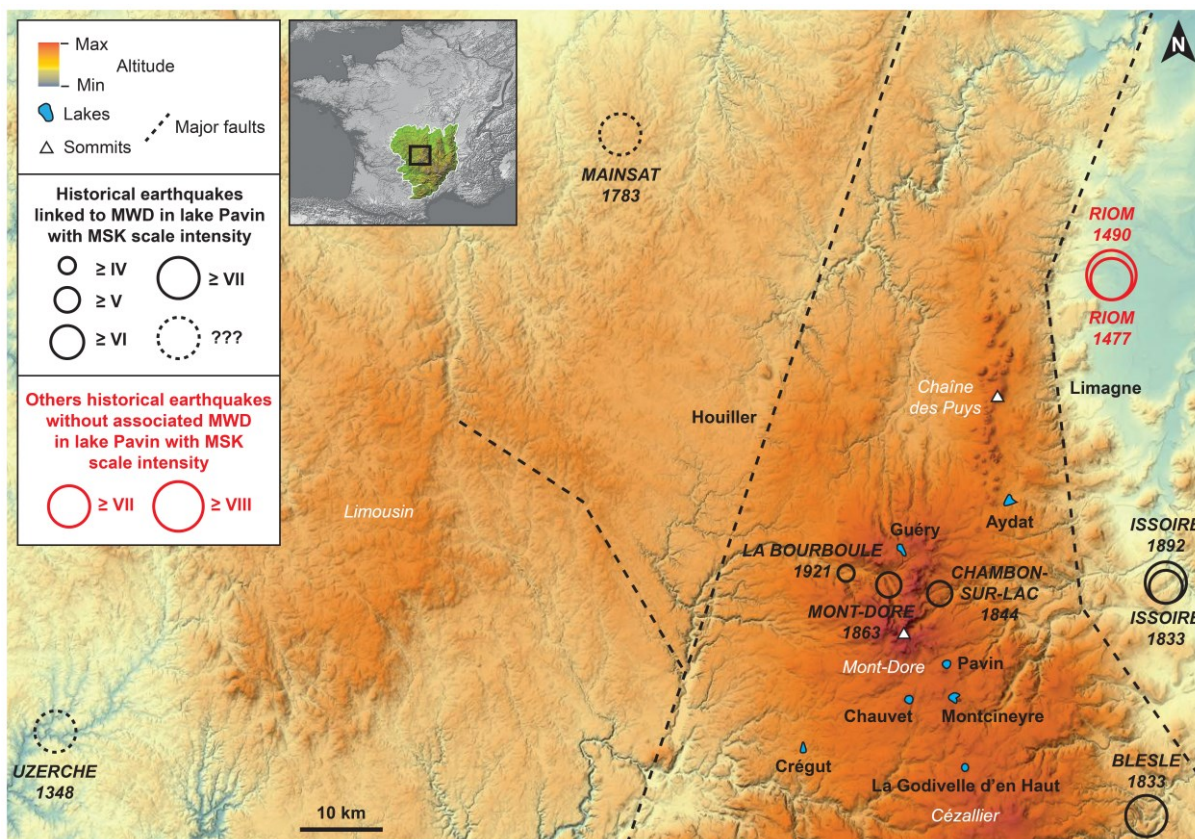 Max
Min
Altitude
Lakes
Sommits
Major faults
Historical earthquakes
linked to MWD in lake Pavin
with MSK scale intensity
≥ IV
≥ V
≥ VI
≥ VII
???
Others historical earthquakes
without associated MWD
in lake Pavin with MSK
scale intensity
≥ VII
≥ VIII
N
MAINSAT
1783
RIOM
1490
RIOM
1477
Chaîne
des Puys
Limagne
Houiller
Limousin
Aydat
Guéry
LA BOURBOULE
1921
MONT-DORE
1863
CHAMBON-
SUR-LAC
1844
ISSOIRE
1892
ISSOIRE
1833
Mont-Dore
Pavin
Chauvet
Montcineyre
Crégut
La Godivelle d'en Haut
Cézallier
BLESLE
1833
UZERCHE
1348
10 km